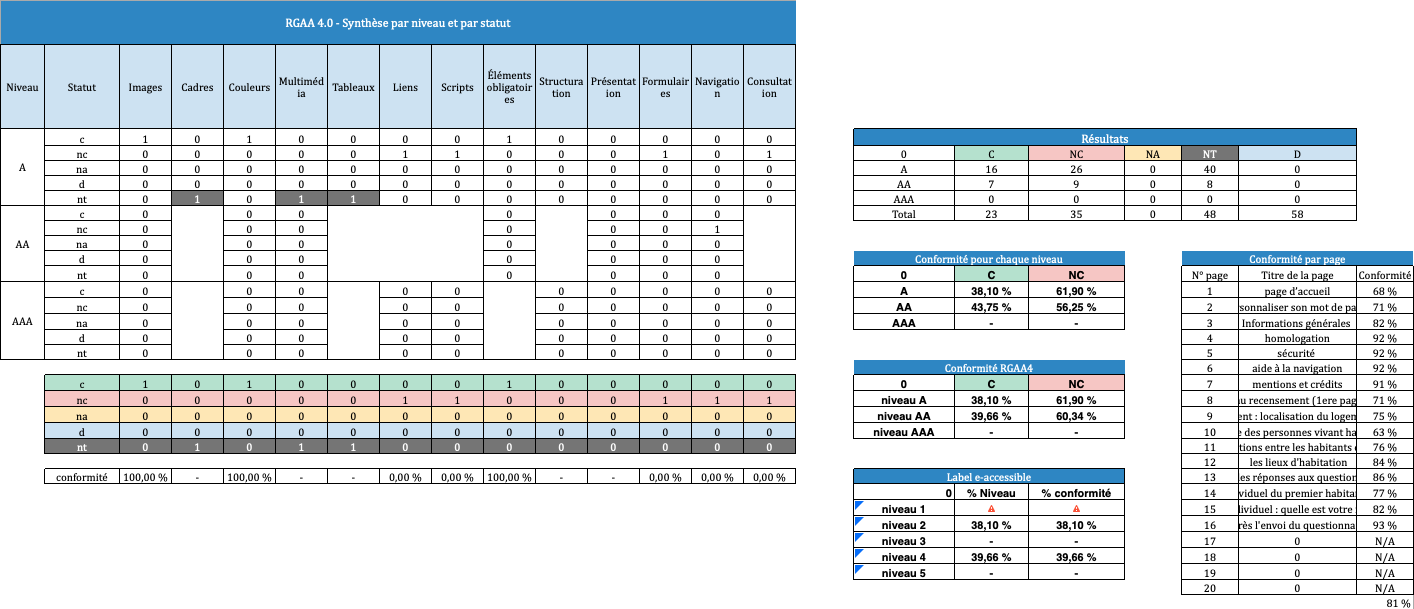 RGAA 4.0 - Synthèse par niveau et par statut
Niveau Statut Images Cadres Couleurs Multimédia Tableaux Liens Scripts Éléments obligatoires Structuration Présentation Formulaires Navigation Consultation
A
c 1 0 1 0 0 0 0 1 0 0 0 0 0
nc 0 0 0 0 0 1 1 0 0 0 1 0 1
na 0 0 0 0 0 0 0 0 0 0 0 0 0
d 0 0 0 0 0 0 0 0 0 0 0 0 0
nt 0 1 0 1 1 0 0 0 0 0 0 0 0
AA
c 0 0 0 0 0 0 0
nc 0 0 0 0 0 0 1
na 0 0 0 0 0 0 0
d 0 0 0 0 0 0 0
nt 0 0 0 0 0 0 0
AAA
c 0 0 0 0 0 0 0 0 0 0
nc 0 0 0 0 0 0 0 0 0 0
na 0 0 0 0 0 0 0 0 0 0
d 0 0 0 0 0 0 0 0 0 0
nt 0 0 0 0 0 0 0 0 0 0
c 1 0 1 0 0 0 0 1 0 0 0 0 0
nc 0 0 0 0 0 1 1 0 0 0 1 1 1
na 0 0 0 0 0 0 0 0 0 0 0 0 0
d 0 0 0 0 0 0 0 0 0 0 0 0 0
nt 0 1 0 1 1 0 0 0 0 0 0 0 0
conformité 100,00 % - 100,00 % - - 0,00 % 0,00 % 100,00 % - - 0,00 % 0,00 % 0,00 %
Résultats
0 C NC NA NT D
A 16 26 0 40 0
AA 7 9 0 8 0
AAA 0 0 0 0 0
Total 23 35 0 48 58
Conformité pour chaque niveau
0 C NC
A 38,10 % 61,90 %
AA 43,75 % 56,25 %
AAA - -
Conformité RGAA4
0 C NC
niveau A 38,10 % 61,90 %
niveau AA 39,66 % 60,34 %
niveau AAA - -
Label e-accessible
0 % Niveau % conformité
niveau 1
niveau 2 38,10 % 38,10 %
niveau 3 - -
niveau 4 39,66 % 39,66 %
niveau 5 - -
Conformité par page
N° page Titre de la page Conformité
1 page d'accueil 68 %
2 sonnaliser son mot de pa 71 %
3 Informations générales 82 %
4 homologation 92 %
5 sécurité 92 %
6 aide à la navigation 92 %
7 mentions et crédits 91 %
8 u recensement (1ere pag 71 %
9 ent : localisation du logen 75 %
10 e des personnes vivant ha 63 %
11 tions entre les habitants 76 %
12 les lieux d'habitation 84 %
13 es réponses aux question 86 %
14 viduel du premier habita 77 %
15 lividuel : quelle est votre 82 %
16 rès l'envoi du questionna 93 %
17 0 N/A
18 0 N/A
19 0 N/A
20 0 N/A
81 %